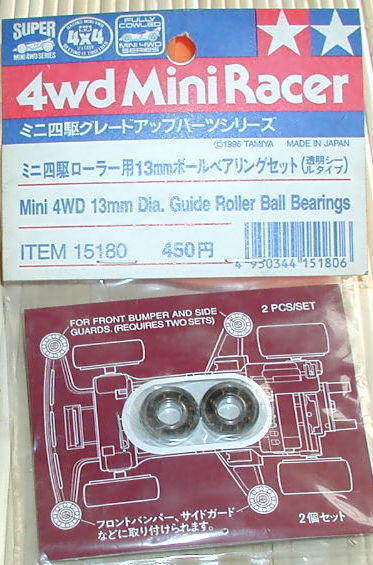 SUPER
MINI 4WD SERIES
4x4
FULLY
COWLED
MINI 4WD
SERIES
4wd Mini Racer
ミニ四駆グレードアップパーツシリーズ
©1996 TAMIYA MADE IN JAPAN
ミニ四駆ローラー用13mmボールベアリングセット(透明シールタイプ)
Mini 4WD 13mm Dia. Guide Roller Ball Bearings
ITEM 15180 450円
4 950344 151806
FOR FRONT BUMPER AND SIDE
GUARDS. (REQUIRES TWO SETS)
2 PCS/SET
フロントバンパー、サイドガード
などに取り付けられます。
2個セット